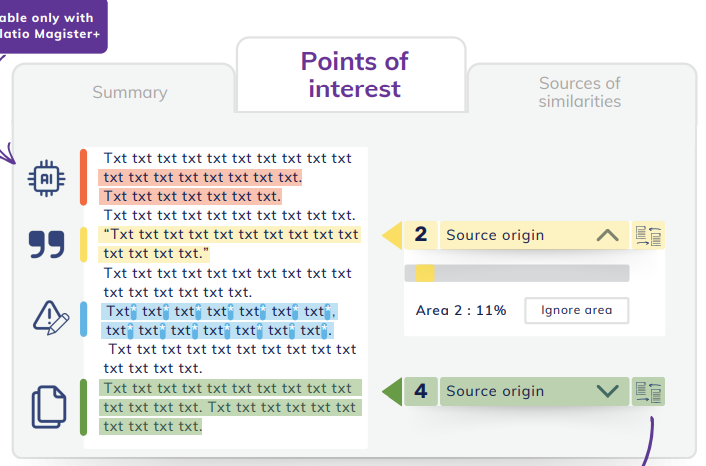 able only with
latio Magister+
Summary
Points of
interest
Sources of
similarities
AI
Txt txt txt txt txt txt txt txt txt txt
txt txt txt txt txt txt txt txt.
Txt txt txt txt txt txt txt.
Txt txt txt txt txt txt txt txt txt txt.
“Txt txt txt txt txt txt txt txt txt txt
txt txt txt txt.”
Txt txt txt txt txt txt txt txt txt txt
txt txt txt txt txt txt.
Txt txt txt txt txt txt txt.
txt txt txt txt txt txt txt.
Txt txt txt txt txt txt txt txt txt txt
txt txt txt txt.
Txt txt txt txt txt txt txt txt txt txt
txt txt txt txt. Txt txt txt txt txt txt
txt txt txt txt.
2 Source origin
Area 2 : 11% Ignore area
4 Source origin